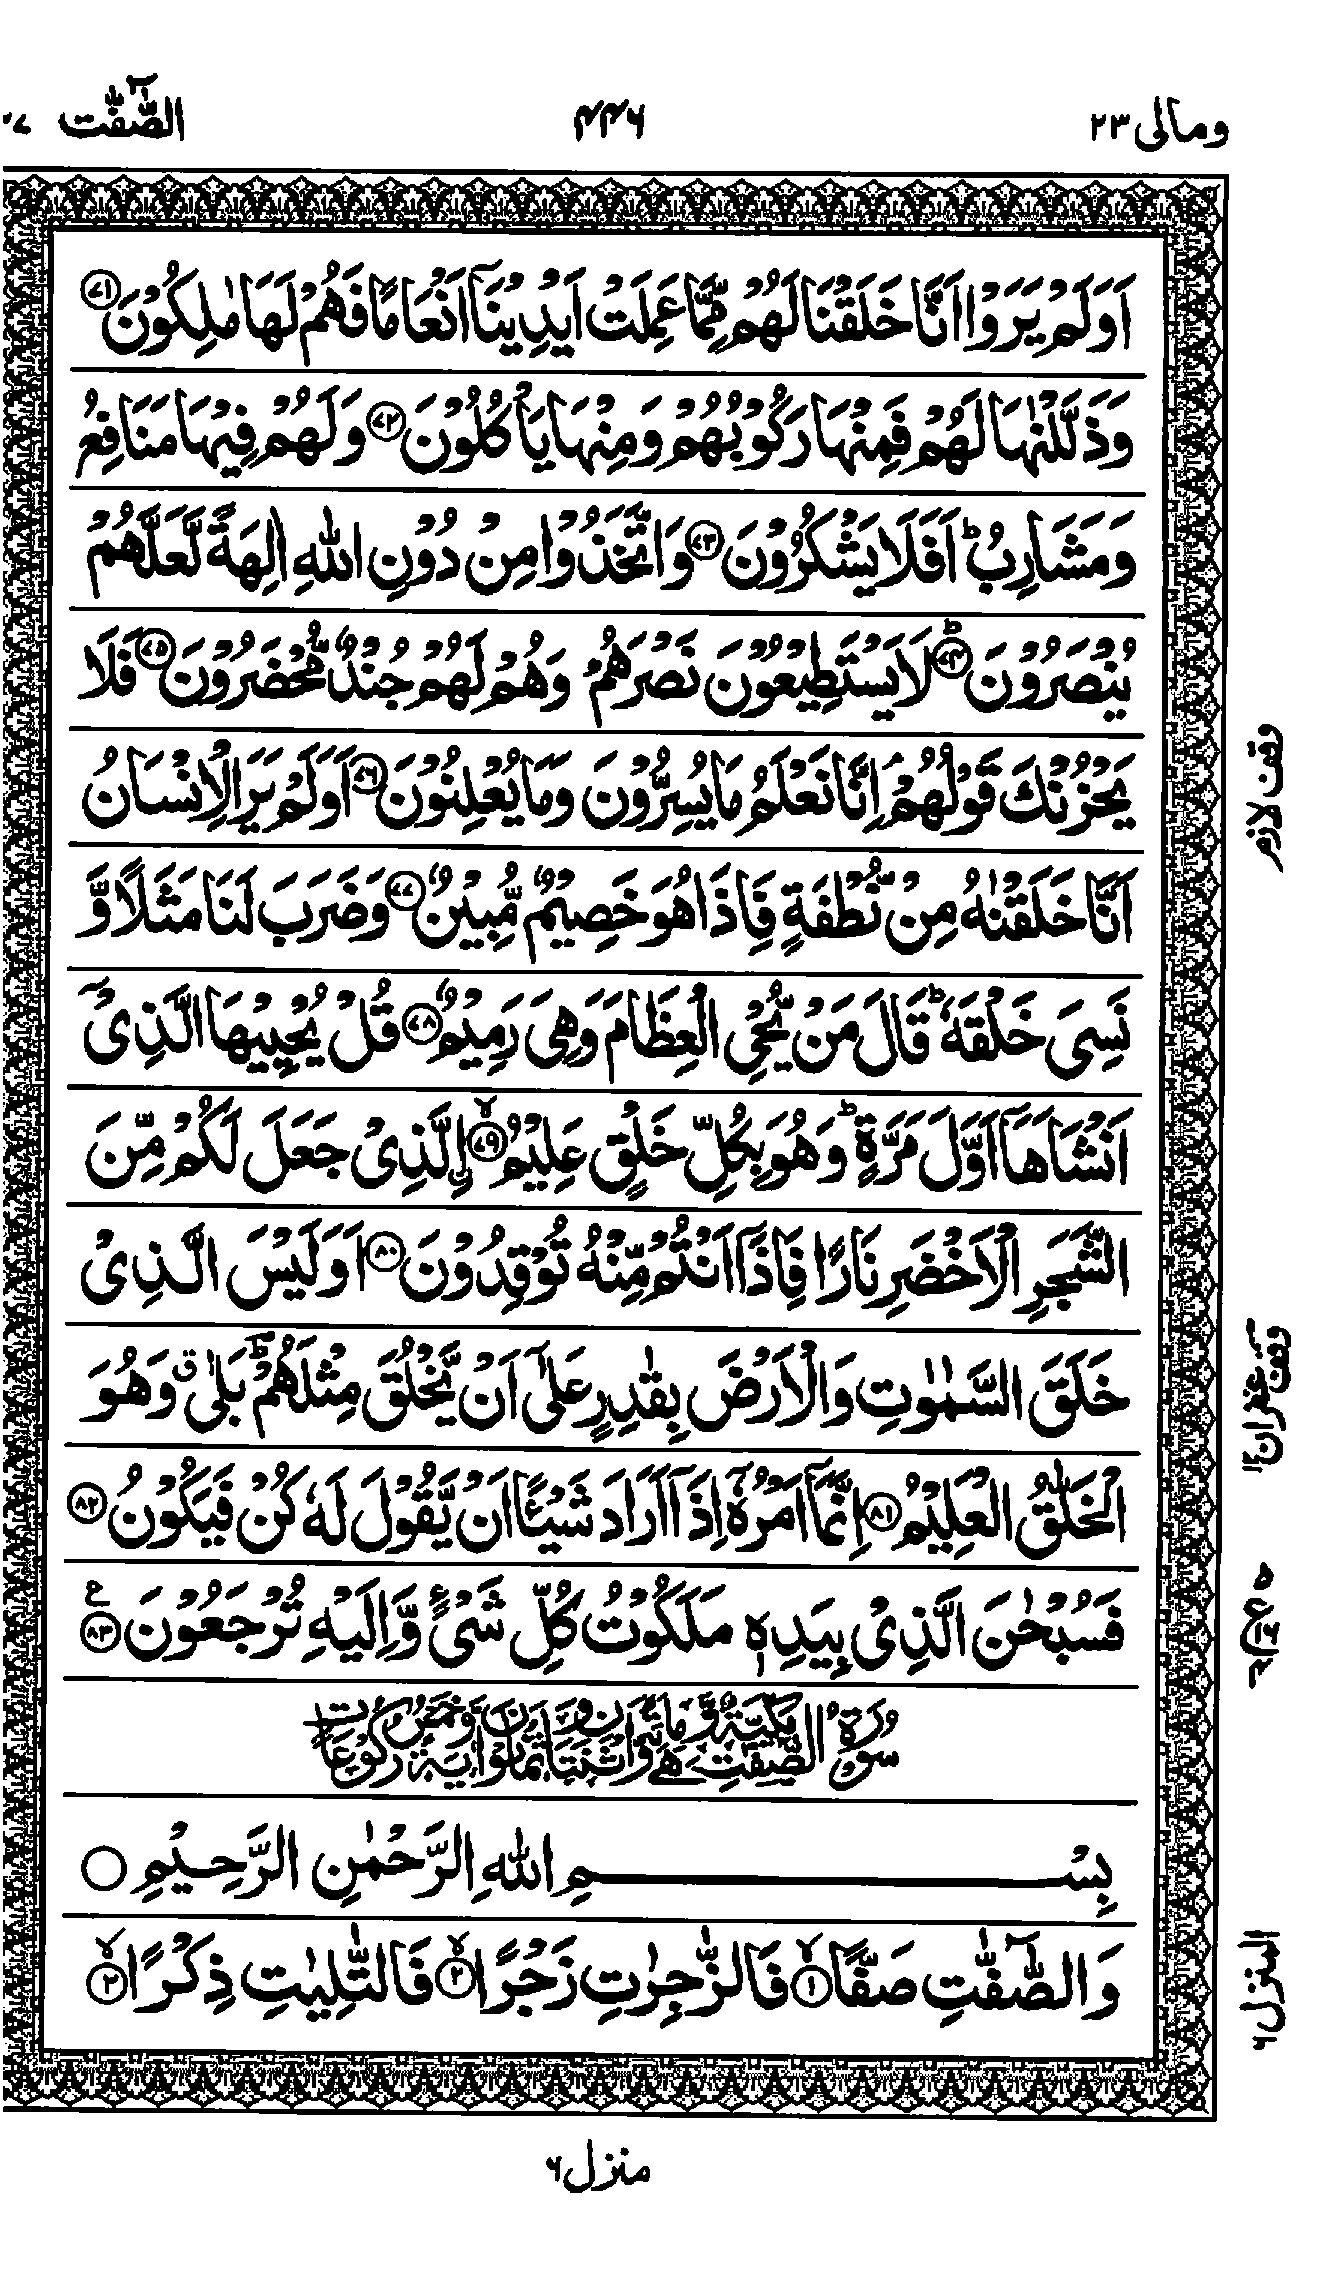 ومالی ۲۳ ۴۴۶ الصّٰٓفّٰت
اَوَلَمْ یَرَوْا اَنَّا خَلَقْنَا لَهُمْ مِّمَّا عَمِلَتْ اَیْدِیْنَاۤ اَنْعَامًا فَهُمْ لَهَا مٰلِكُوْنَ ﴿۷۱﴾
وَذَلَّلْنٰهَا لَهُمْ فَمِنْهَا رَكُوْبُهُمْ وَمِنْهَا یَاْكُلُوْنَ ﴿۷۲﴾ وَلَهُمْ فِیْهَا مَنَافِعُ
وَمَشَارِبُ ؕ اَفَلَا یَشْكُرُوْنَ ﴿۷۳﴾ وَاتَّخَذُوْا مِنْ دُوْنِ اللّٰهِ اٰلِهَةً لَّعَلَّهُمْ
یُنْصَرُوْنَ ﴿۷۴﴾ؕ لَا یَسْتَطِیْعُوْنَ نَصْرَهُمْ ۙ وَهُمْ لَهُمْ جُنْدٌ مُّحْضَرُوْنَ ﴿۷۵﴾ فَلَا
یَحْزُنْكَ قَوْلُهُمْ ۘ اِنَّا نَعْلَمُ مَا یُسِرُّوْنَ وَمَا یُعْلِنُوْنَ ﴿۷۶﴾ اَوَلَمْ یَرَ الْاِنْسَانُ
اَنَّا خَلَقْنٰهُ مِنْ نُّطْفَةٍ فَاِذَا هُوَ خَصِیْمٌ مُّبِیْنٌ ﴿۷۷﴾ وَضَرَبَ لَنَا مَثَلًا وَّ
نَسِیَ خَلْقَهٗ ؕ قَالَ مَنْ یُّحْیِ الْعِظَامَ وَهِیَ رَمِیْمٌ ﴿۷۸﴾ قُلْ یُحْیِیْهَا الَّذِیْۤ
اَنْشَاَهَاۤ اَوَّلَ مَرَّةٍ ؕ وَهُوَ بِكُلِّ خَلْقٍ عَلِیْمُ ﴿۷۹﴾ۙ اِۨلَّذِیْ جَعَلَ لَكُمْ مِّنَ
الشَّجَرِ الْاَخْضَرِ نَارًا فَاِذَاۤ اَنْتُمْ مِّنْهُ تُوْقِدُوْنَ ﴿۸۰﴾ اَوَلَیْسَ الَّذِیْ
خَلَقَ السَّمٰوٰتِ وَالْاَرْضَ بِقٰدِرٍ عَلٰۤی اَنْ یَّخْلُقَ مِثْلَهُمْ ؕ بَلٰی ۗ وَهُوَ
الْخَلّٰقُ الْعَلِیْمُ ﴿۸۱﴾ اِنَّمَاۤ اَمْرُهٗۤ اِذَاۤ اَرَادَ شَیْـًٔا اَنْ یَّقُوْلَ لَهٗ كُنْ فَیَكُوْنُ ﴿۸۲﴾
فَسُبْحٰنَ الَّذِیْ بِیَدِهٖ مَلَكُوْتُ كُلِّ شَیْءٍ وَّاِلَیْهِ تُرْجَعُوْنَ ﴿۸۳﴾ ع
سُوْرَةُ الصّٰٓفّٰتِ مَكِّیَّةٌ وَّهِیَ مِائَةٌ وَّاثْنَتَانِ وَثَمَانُوْنَ اٰیَةً وَّخَمْسُ رُكُوْعَاتٍ
بِسْمِ اللّٰهِ الرَّحْمٰنِ الرَّحِیْمِ
وَالصّٰٓفّٰتِ صَفًّا ﴿۱﴾ۙ فَالزّٰجِرٰتِ زَجْرًا ﴿۲﴾ۙ فَالتّٰلِیٰتِ ذِكْرًا ﴿۳﴾ۙ
وقف لازم
وقف غفران
المنزل ۶
منزل ۶